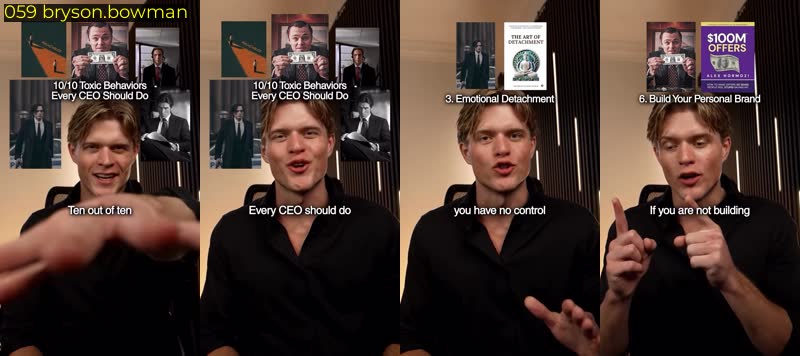 059 bryson.bowman
10/10 Toxic Behaviors
Every CEO Should Do
Ten out of ten
10/10 Toxic Behaviors
Every CEO Should Do
Every CEO should do
THE ART OF
DETACHMENT
3. Emotional Detachment
you have no control
$100M
OFFERS
ALEX HORMOZI
6. Build Your Personal Brand
If you are not building